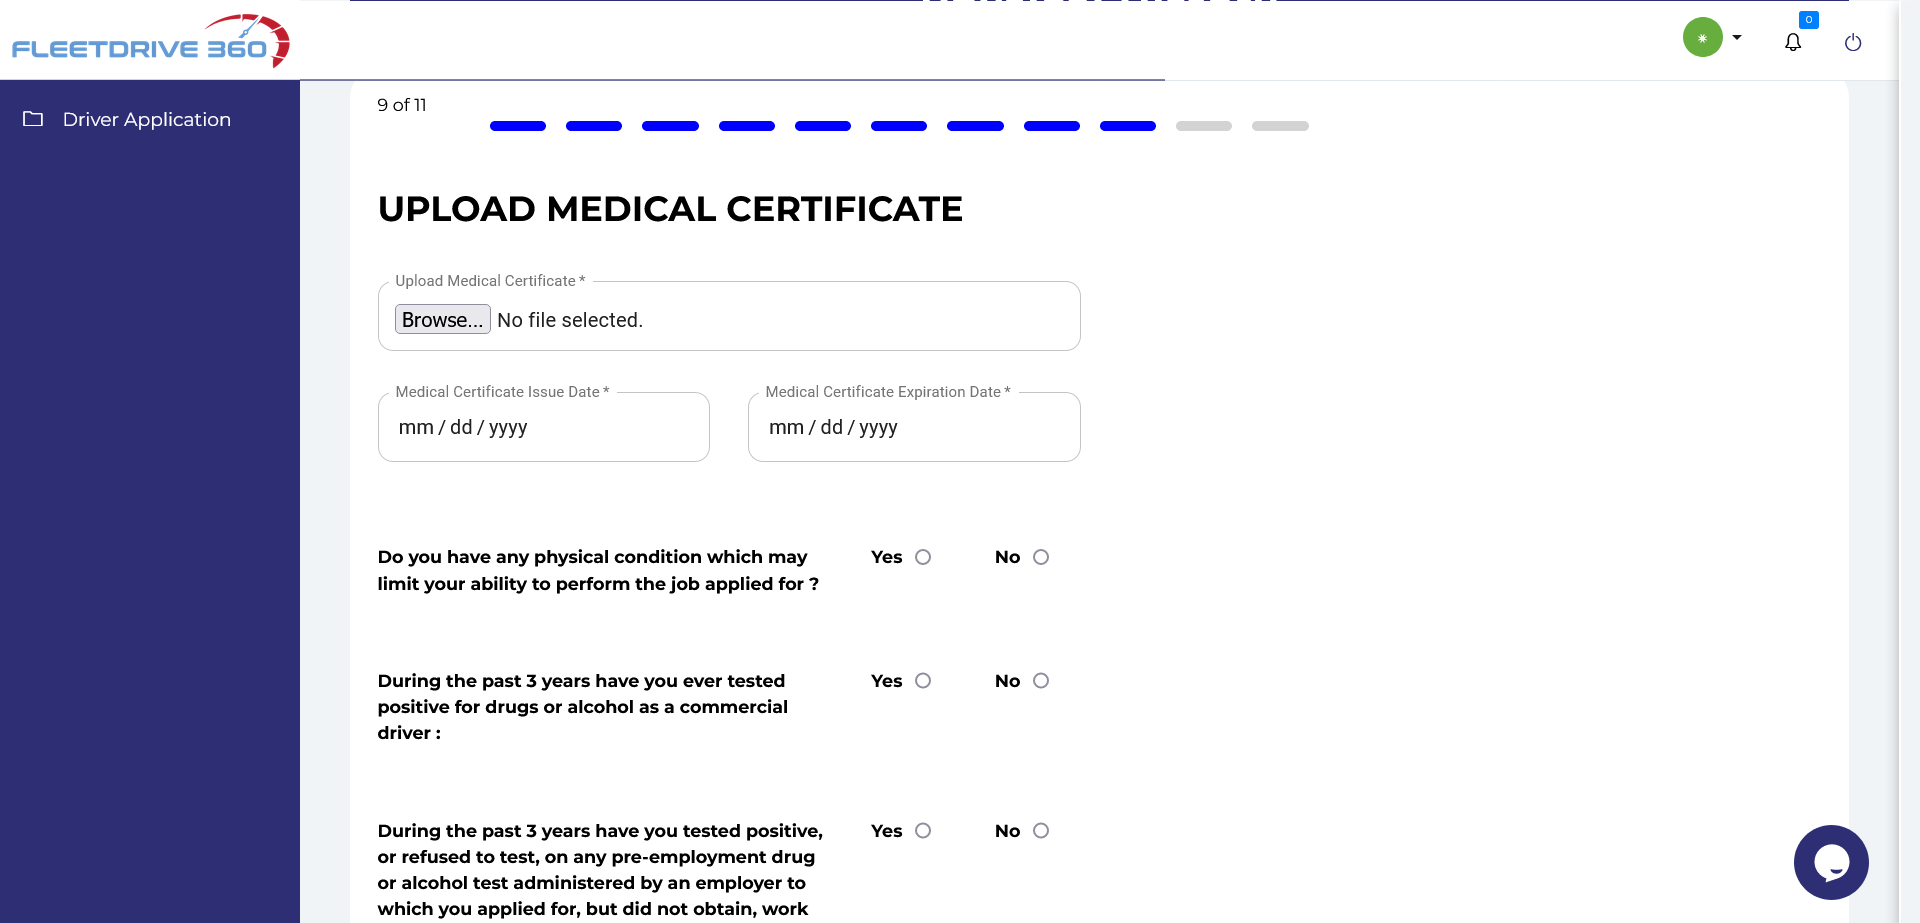 FLEETDRIVE 360
0
Driver Application
9 of 11
UPLOAD MEDICAL CERTIFICATE
Upload Medical Certificate *
Browse... No file selected.
Medical Certificate Issue Date *
Medical Certificate Expiration Date *
mm / dd / yyyy
mm / dd / yyyy
Do you have any physical condition which may
limit your ability to perform the job applied for ?
Yes
No
During the past 3 years have you ever tested
positive for drugs or alcohol as a commercial
driver :
Yes
No
During the past 3 years have you tested positive,
or refused to test, on any pre-employment drug
or alcohol test administered by an employer to
which you applied for, but did not obtain, work
Yes
No